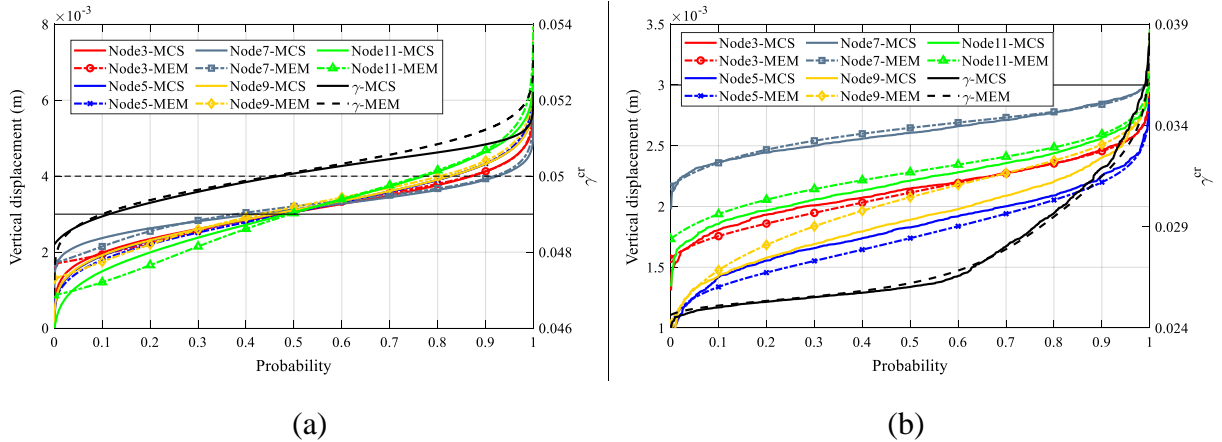 ×10⁻³
8
6
4
2
0
Vertical displacement (m)
Node3-MCS Node7-MCS Node11-MCS
Node3-MEM Node7-MEM Node11-MEM
Node5-MCS Node9-MCS γ-MCS
Node5-MEM Node9-MEM γ-MEM
0.054
0.052
0.050
0.048
0.046
γᶜʳ
0 0.1 0.2 0.3 0.4 0.5 0.6 0.7 0.8 0.9 1
Probability
(a)
×10⁻³
3.5
3
2.5
2
1.5
1
Vertical displacement (m)
Node3-MCS Node7-MCS Node11-MCS
Node3-MEM Node7-MEM Node11-MEM
Node5-MCS Node9-MCS γ-MCS
Node5-MEM Node9-MEM γ-MEM
0.039
0.034
0.029
0.024
γᶜʳ
0 0.1 0.2 0.3 0.4 0.5 0.6 0.7 0.8 0.9 1
Probability
(b)